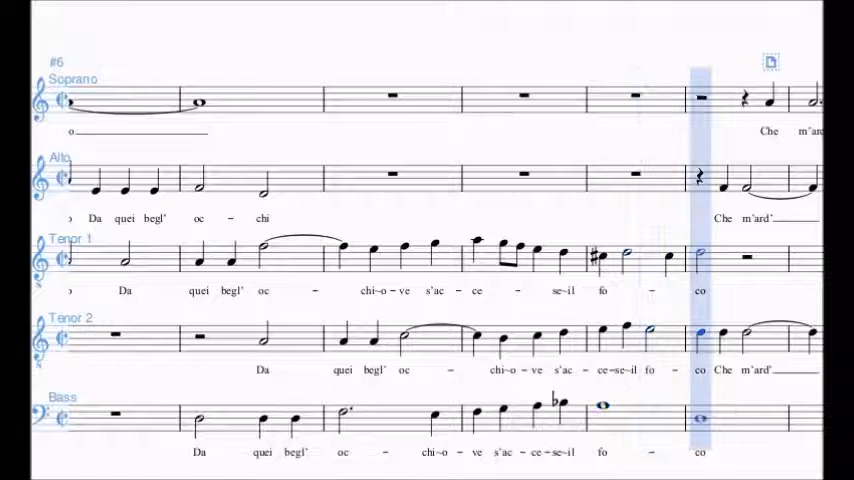 #6
Soprano
o
Che m'ard
Alto
o Da quei begl' oc - chi Che m'ard'
Tenor 1
o Da quei begl' oc - chi~o - ve s'ac - ce - se~il fo - co
Tenor 2
Da quei begl' oc - chi~o - ve s'ac - ce-se~il fo - co Che m'ard'
Bass
Da quei begl' oc - chi~o - ve s'ac - ce - se~il fo - co